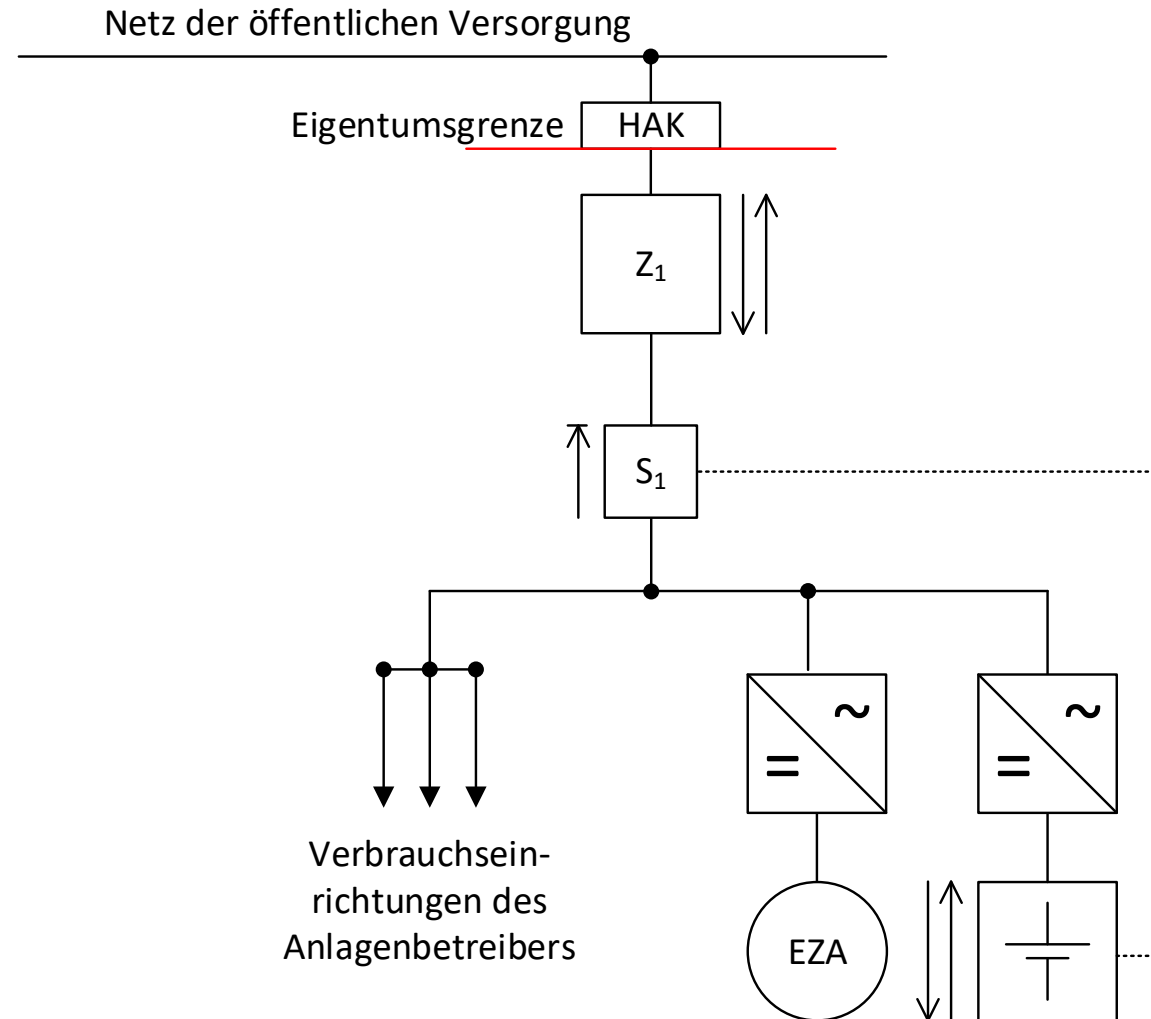 Netz der öffentlichen Versorgung
Eigentumsgrenze
HAK
Z₁
S₁
~
=
~
=
Verbrauchsein-
richtungen des
Anlagenbetreibers
EZA